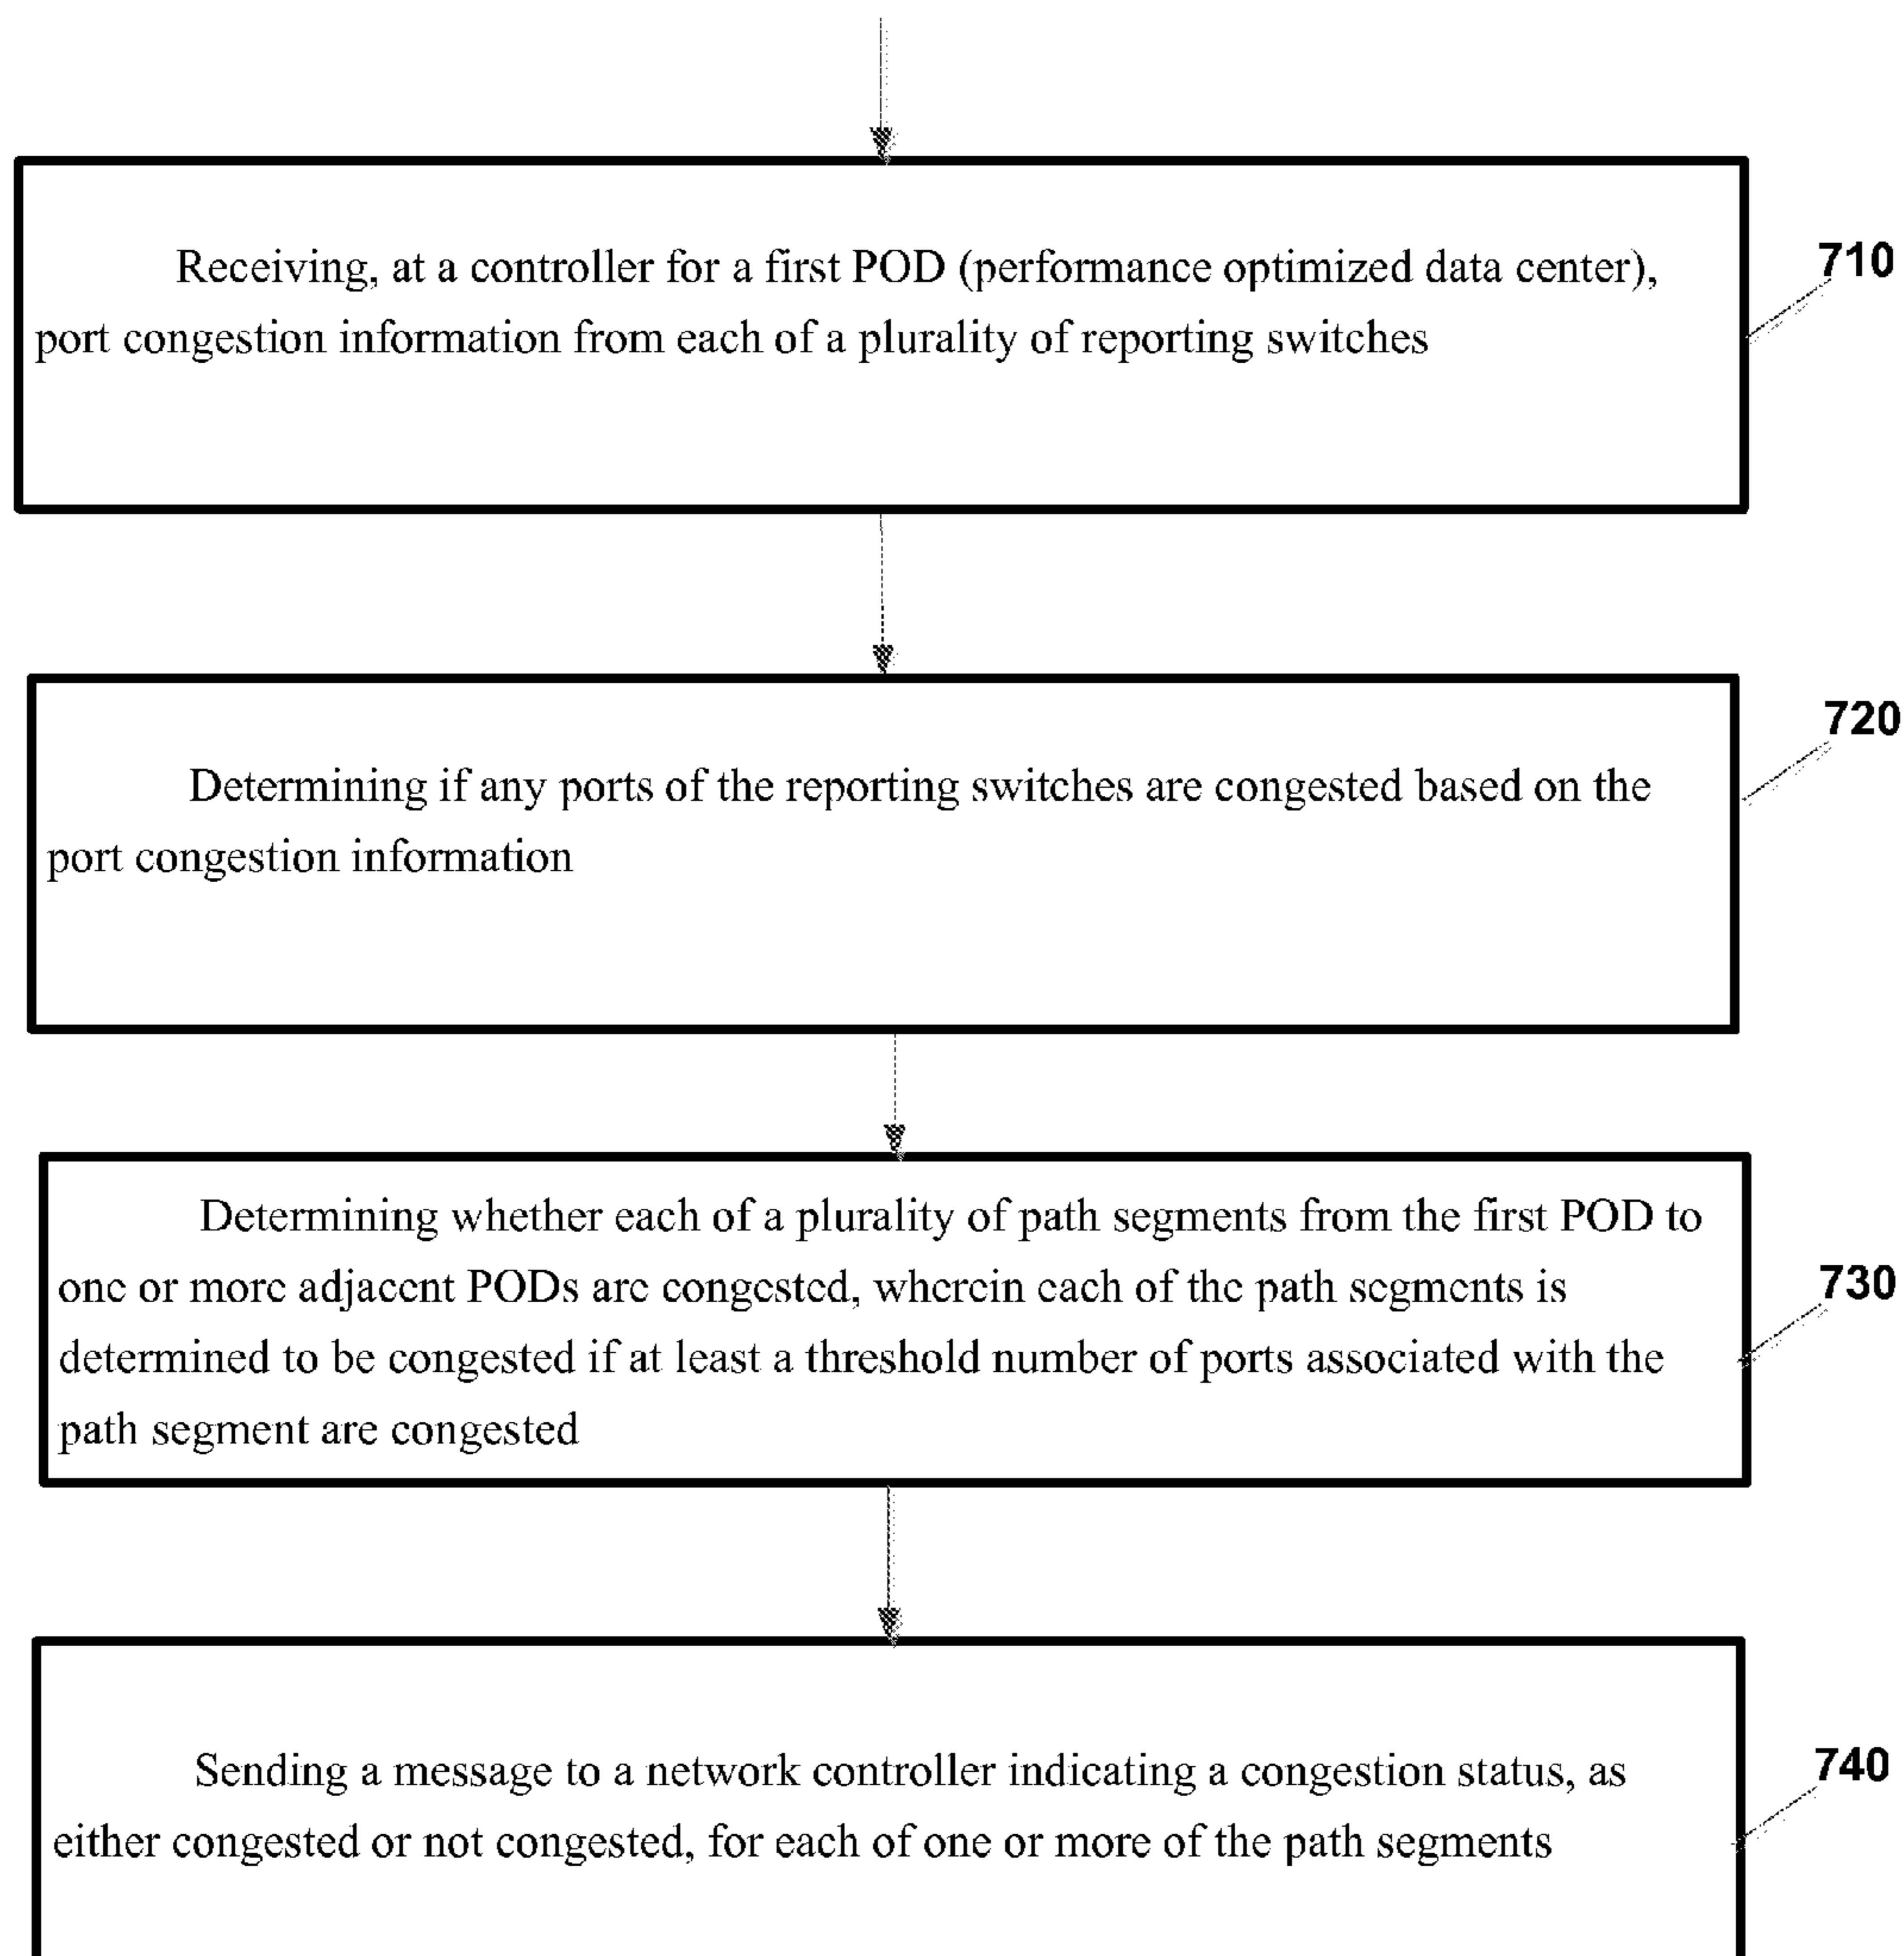 Receiving, at a controller for a first POD (performance optimized data center),
710
port congestion information from each of a plurality of reporting switches
720
Determining if any ports of the reporting switches are congested based on the
port congestion information
Determining whether each of a plurality of path segments from the first POD to
one or more adjacent PODs are congested, wherein each of the path segments is
730
determined to be congested if at least a threshold number of ports associated with the
path segment are congested
Sending a message to a network controller indicating a congestion status, as
740
either congested or not congested, for each of one or more of the path segments